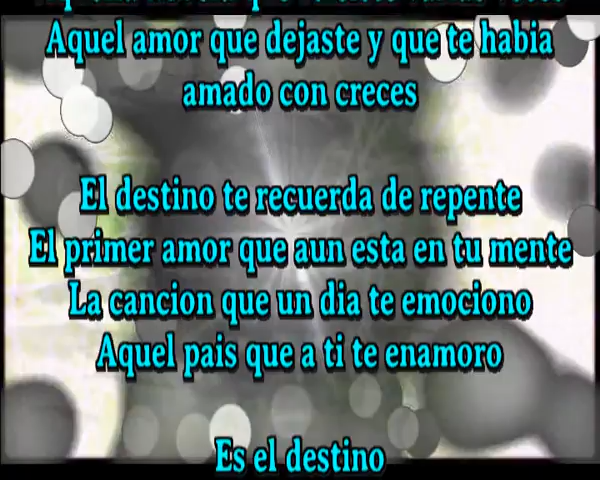 Aquel amor que dejaste y que te habia
amado con creces
El destino te recuerda de repente
El primer amor que aun esta en tu mente
La cancion que un dia te emociono
Aquel pais que a ti te enamoro
Es el destino